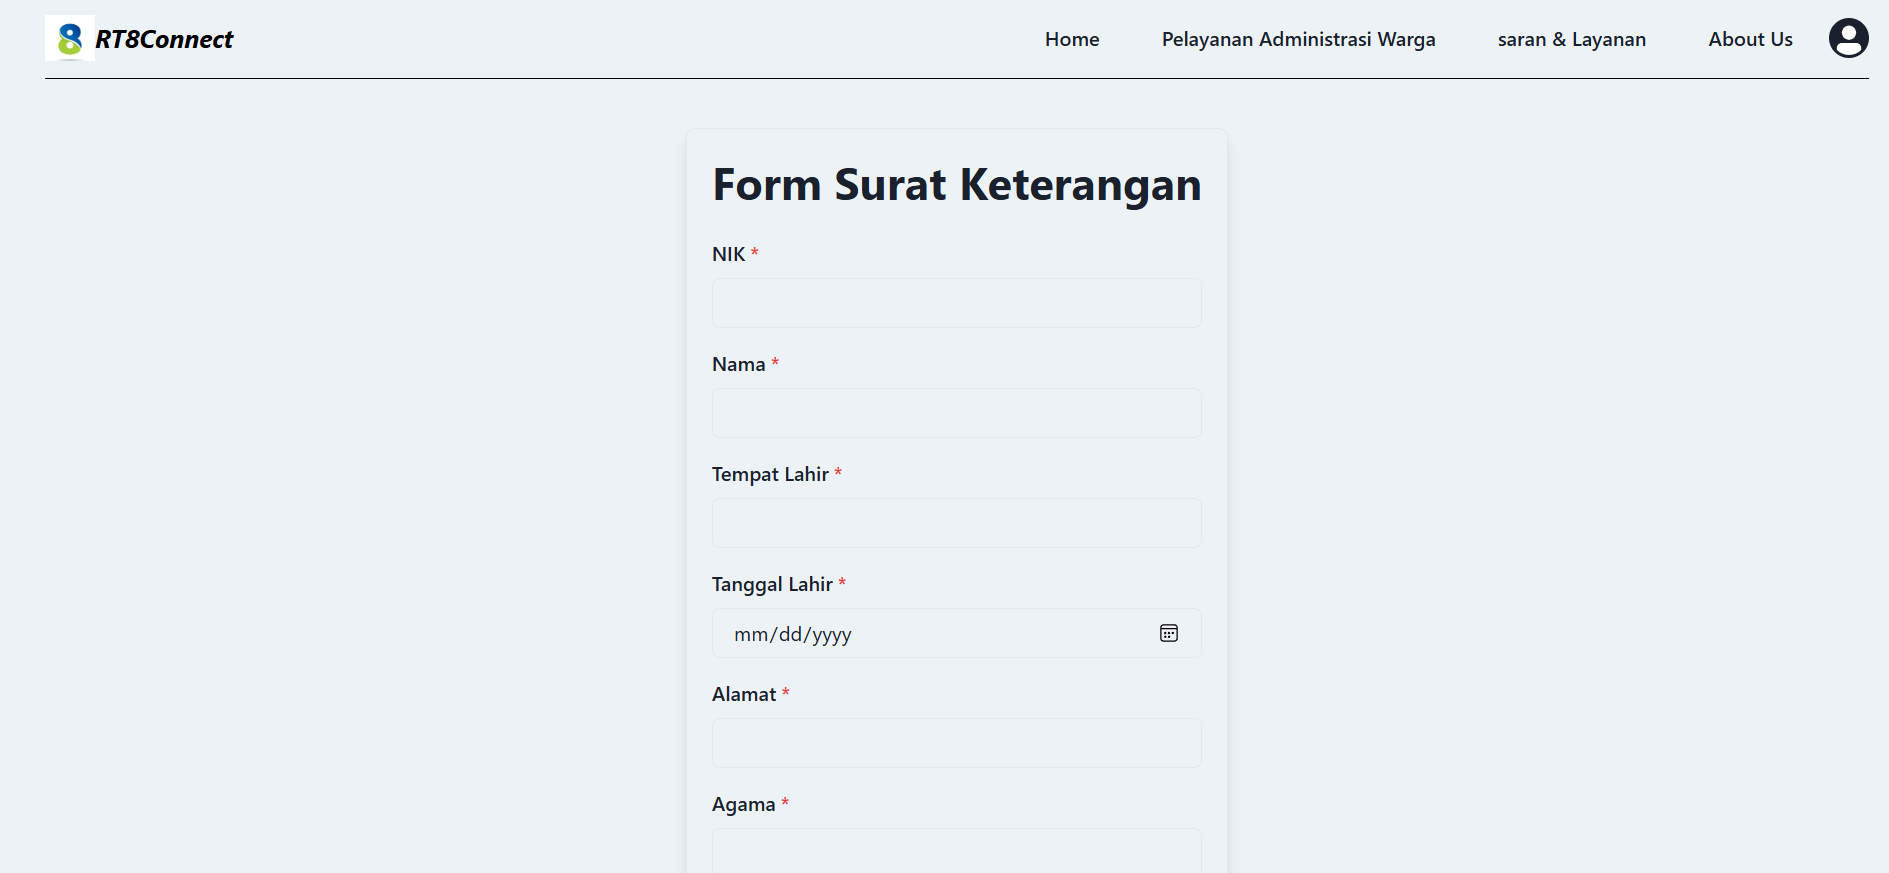 RT8Connect
Home Pelayanan Administrasi Warga saran & Layanan About Us
Form Surat Keterangan
NIK *
Nama *
Tempat Lahir *
Tanggal Lahir *
mm/dd/yyyy
Alamat *
Agama *